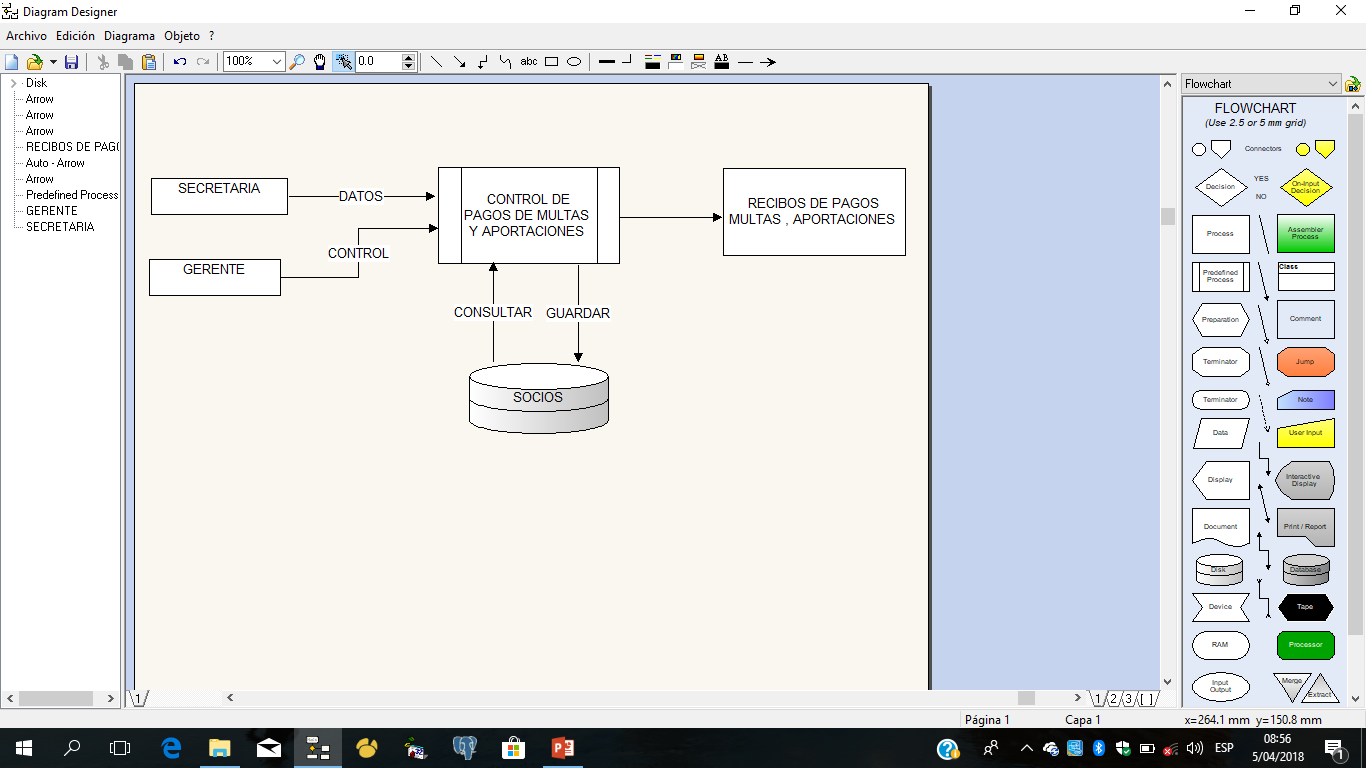 Diagram Designer
Archivo Edición Diagrama Objeto ?
100% 0.0 abc AB
Disk
Arrow
Arrow
Arrow
RECIBOS DE PAG
Auto - Arrow
Arrow
Predefined Process
GERENTE
SECRETARIA
SECRETARIA
DATOS
GERENTE
CONTROL
CONTROL DE
PAGOS DE MULTAS
Y APORTACIONES
RECIBOS DE PAGOS
MULTAS , APORTACIONES
CONSULTAR GUARDAR
SOCIOS
Flowchart
FLOWCHART
(Use 2.5 or 5 mm grid)
Connectors
Decision
YES
NO
On-Input
Decision
Process
Assembler
Process
Predefined
Process
Class
Preparation
Comment
Terminator
Jump
Terminator
Note
Data
User Input
Display
Interactive
Display
Document
Print / Report
Disk
Database
Device
Tape
RAM
Processor
Input
Output
Merge
Extract
1
1 2 3 [ ]
Página 1 Capa 1 x=264.1 mm y=150.8 mm
ESP
08:56
5/04/2018
1